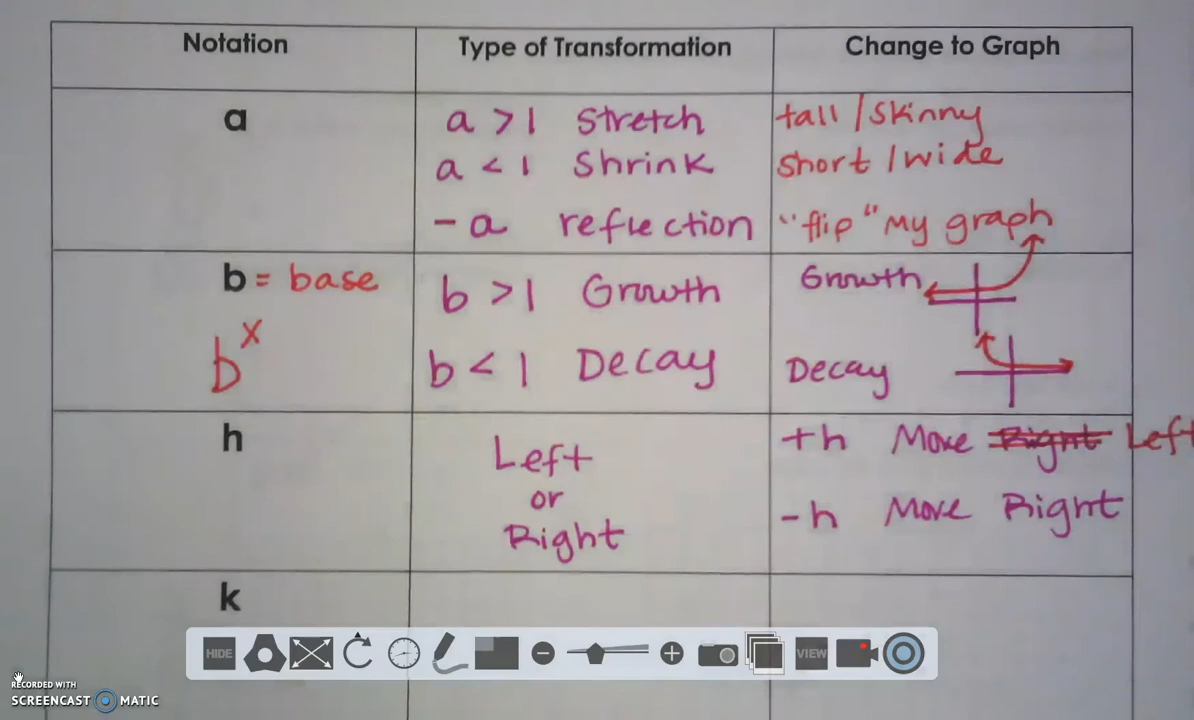 Notation Type of Transformation Change to Graph
a a > 1 Stretch tall / skinny
a < 1 Shrink short / wide
- a reflection "flip" my graph
b = base b > 1 Growth Growth
b^x b < 1 Decay Decay
h Left or Right +h Move Right Left
-h Move Right
k
HIDE VIEW
RECORDED WITH
SCREENCAST MATIC